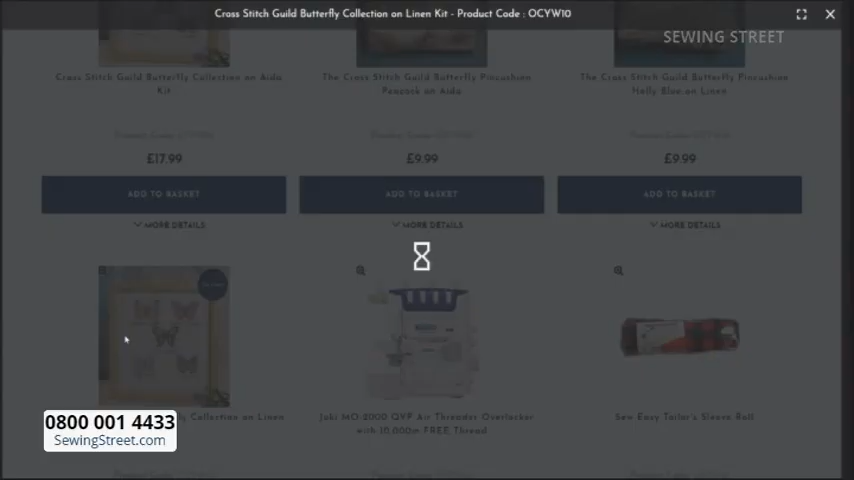 Cross Stitch Guild Butterfly Collection on Linen Kit - Product Code : OCYW10
SEWING STREET
Cross Stitch Guild Butterfly Collection on Aida
Kit
The Cross Stitch Guild Butterfly Pincushion
Peacock on Aida
The Cross Stitch Guild Butterfly Pincushion
Holly Blue on Linen
£17.99
£9.99
£9.99
ADD TO BASKET
ADD TO BASKET
ADD TO BASKET
MORE DETAILS
MORE DETAILS
MORE DETAILS
Collection on Linen
Juki MO-2000 QVP Air Threader Overlocker
with 10,000m FREE Thread
Sew Easy Tailor's Sleeve Roll
0800 001 4433
SewingStreet.com